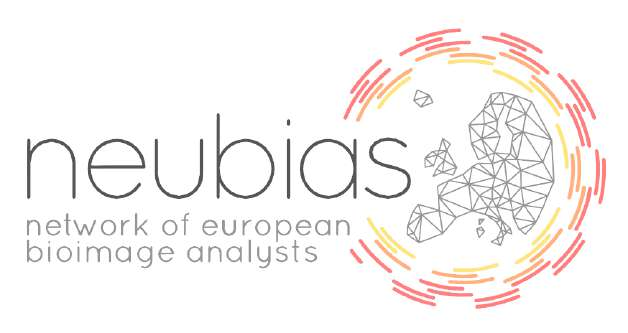 neubias
network of european
bioimage analysts